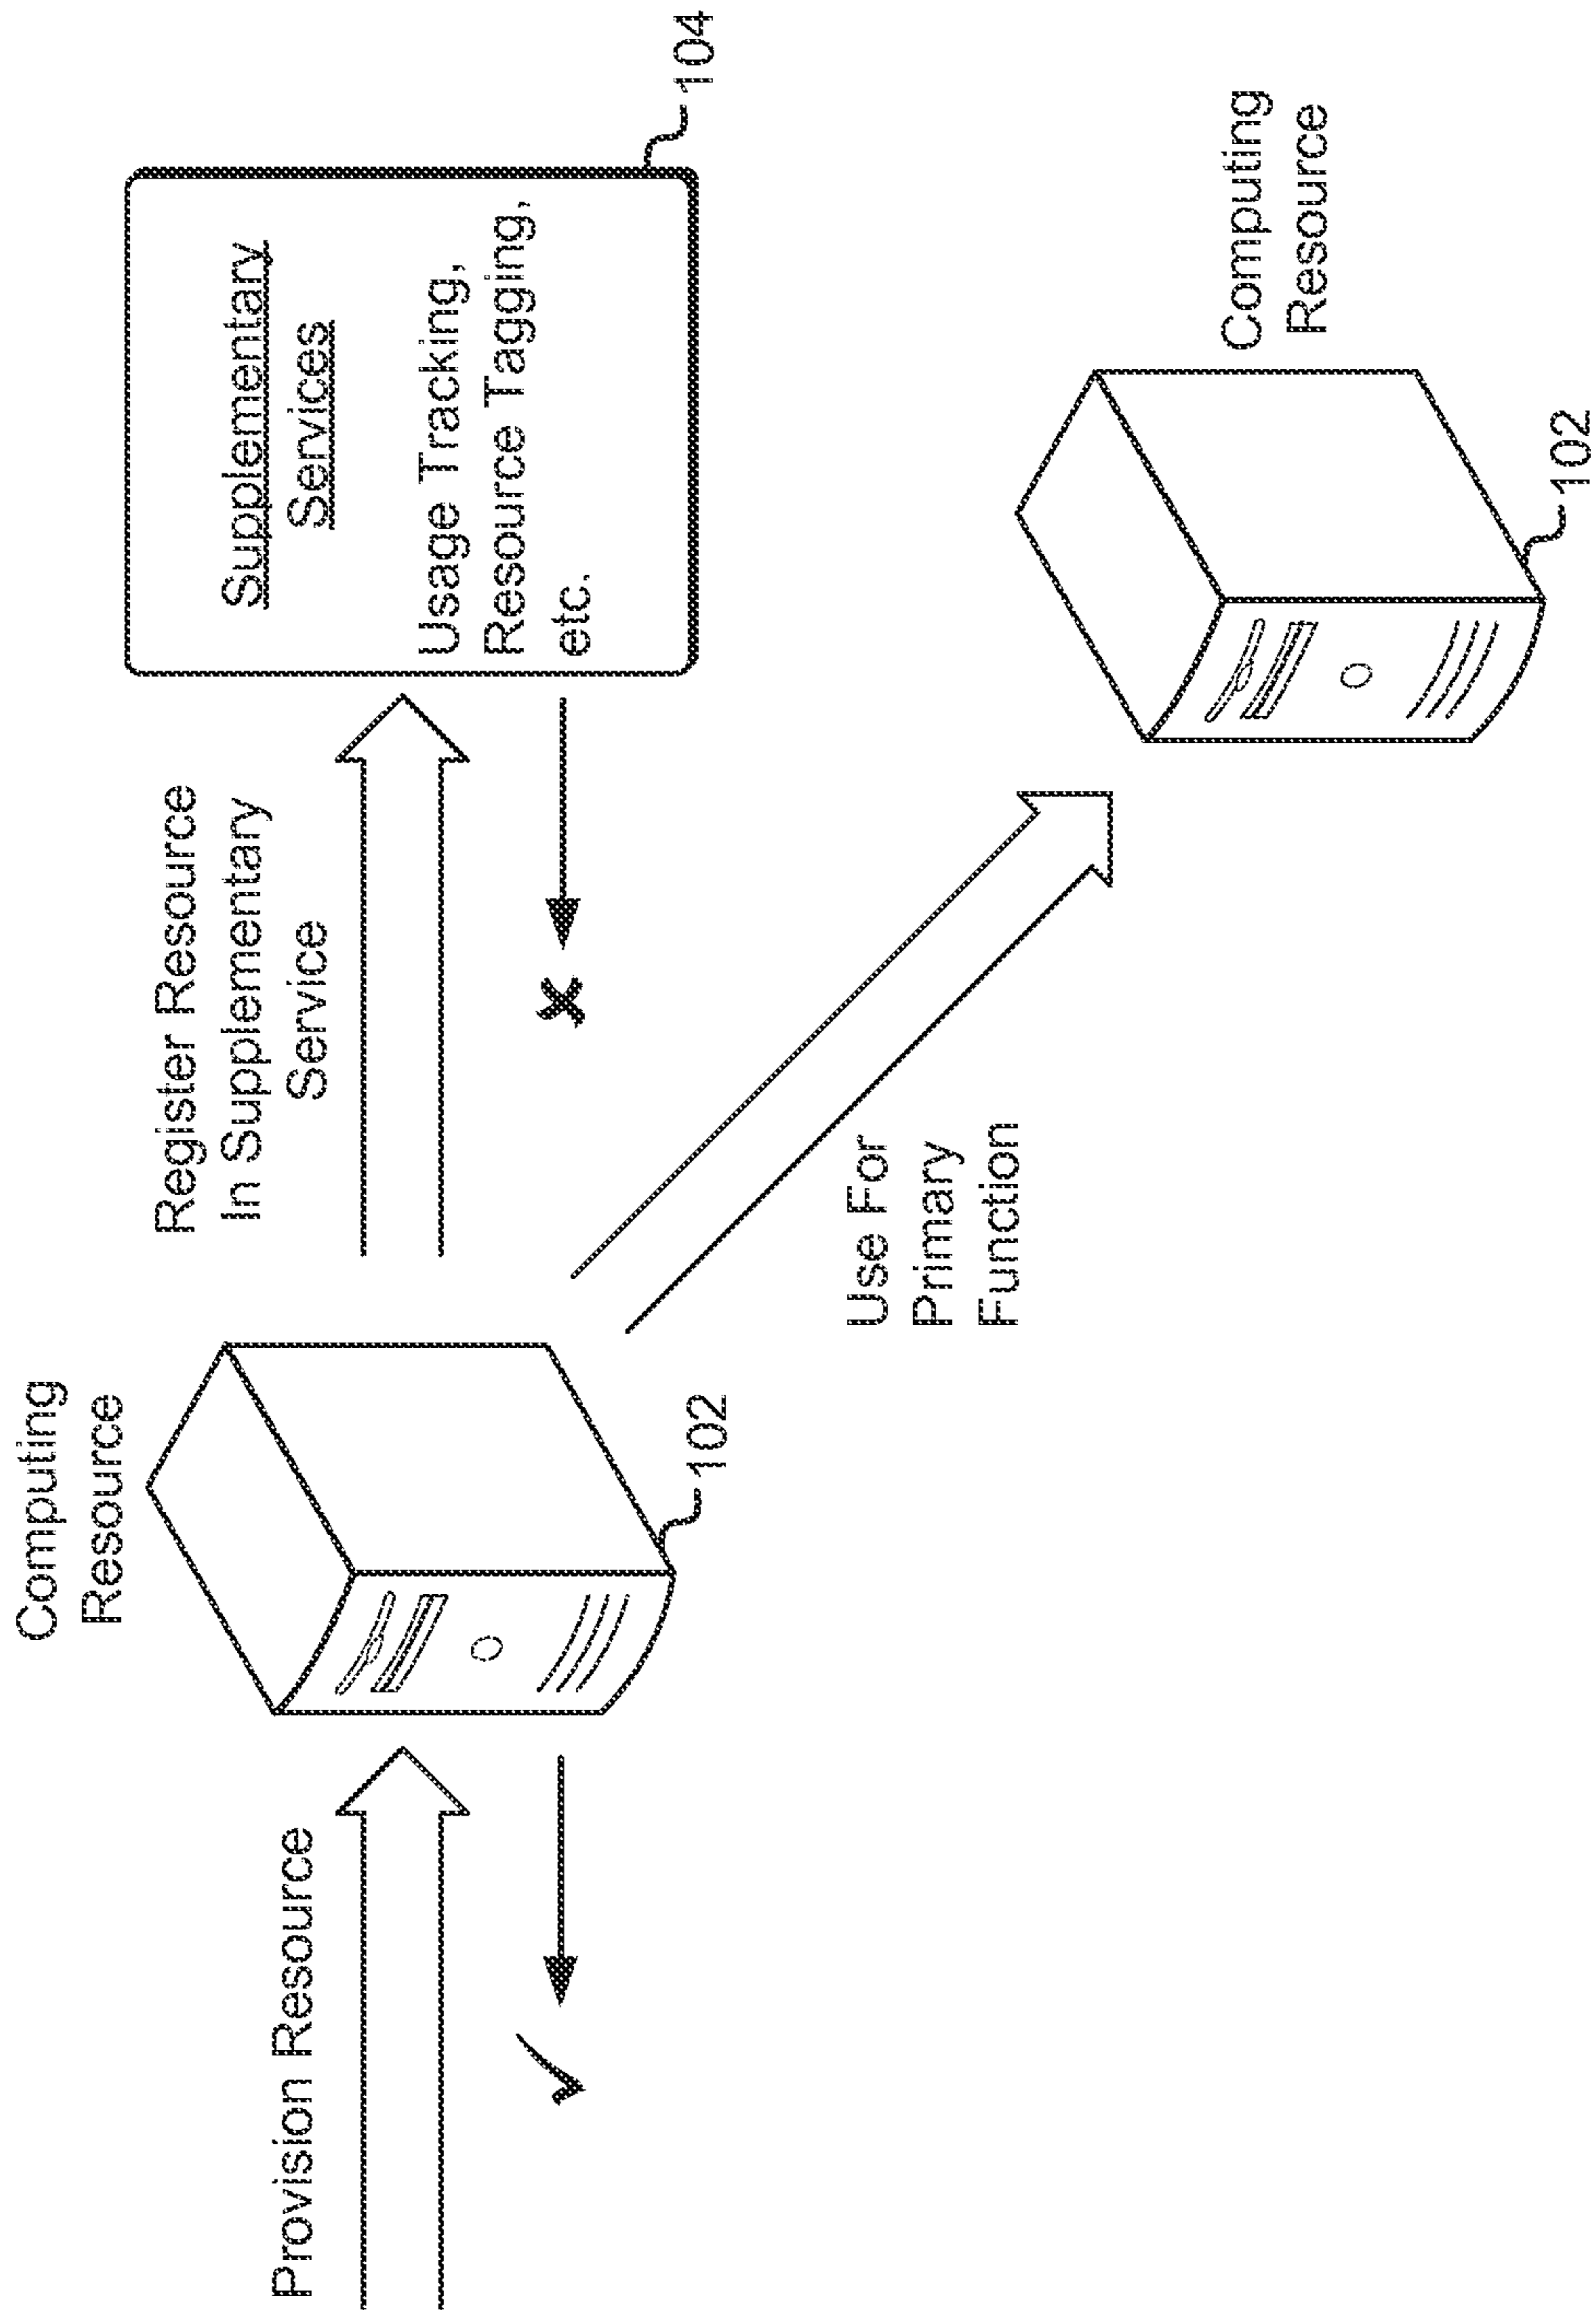 Provision Resource
Computing
Resource
102
Register Resource
In Supplementary
Service
Supplementary
Services
Usage Tracking,
Resource Tagging,
etc.
104
Use For
Primary
Function
Computing
Resource
102